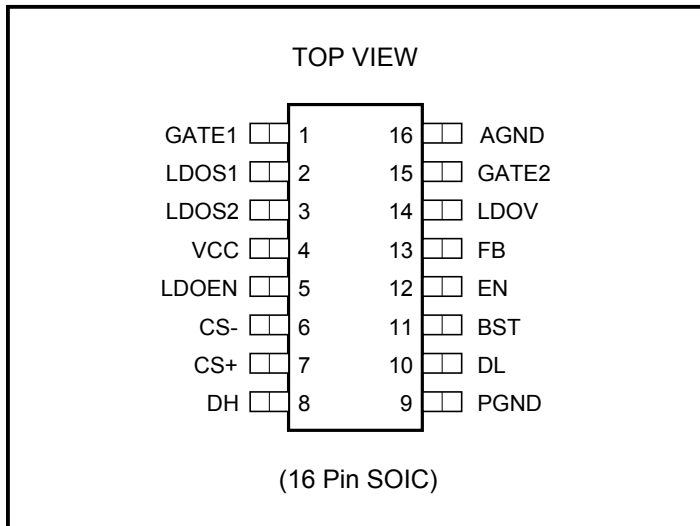 TOP VIEW
GATE1 1 16 AGND
LDOS1 2 15 GATE2
LDOS2 3 14 LDOV
VCC 4 13 FB
LDOEN 5 12 EN
CS- 6 11 BST
CS+ 7 10 DL
DH 8 9 PGND
(16 Pin SOIC)